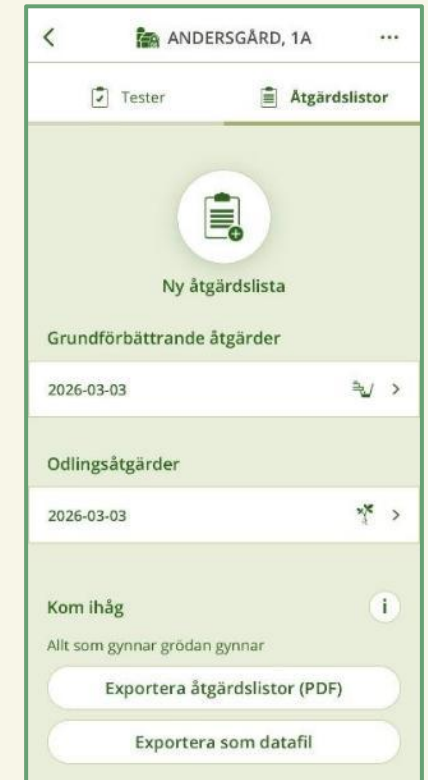 ANDERSGÅRD, 1A
Tester
Åtgärdslistor
Ny åtgärdslista
Grundförbättrande åtgärder
2026-03-03
Odlingsåtgärder
2026-03-03
Kom ihåg
i
Allt som gynnar grödan gynnar
Exportera åtgärdslistor (PDF)
Exportera som datafil